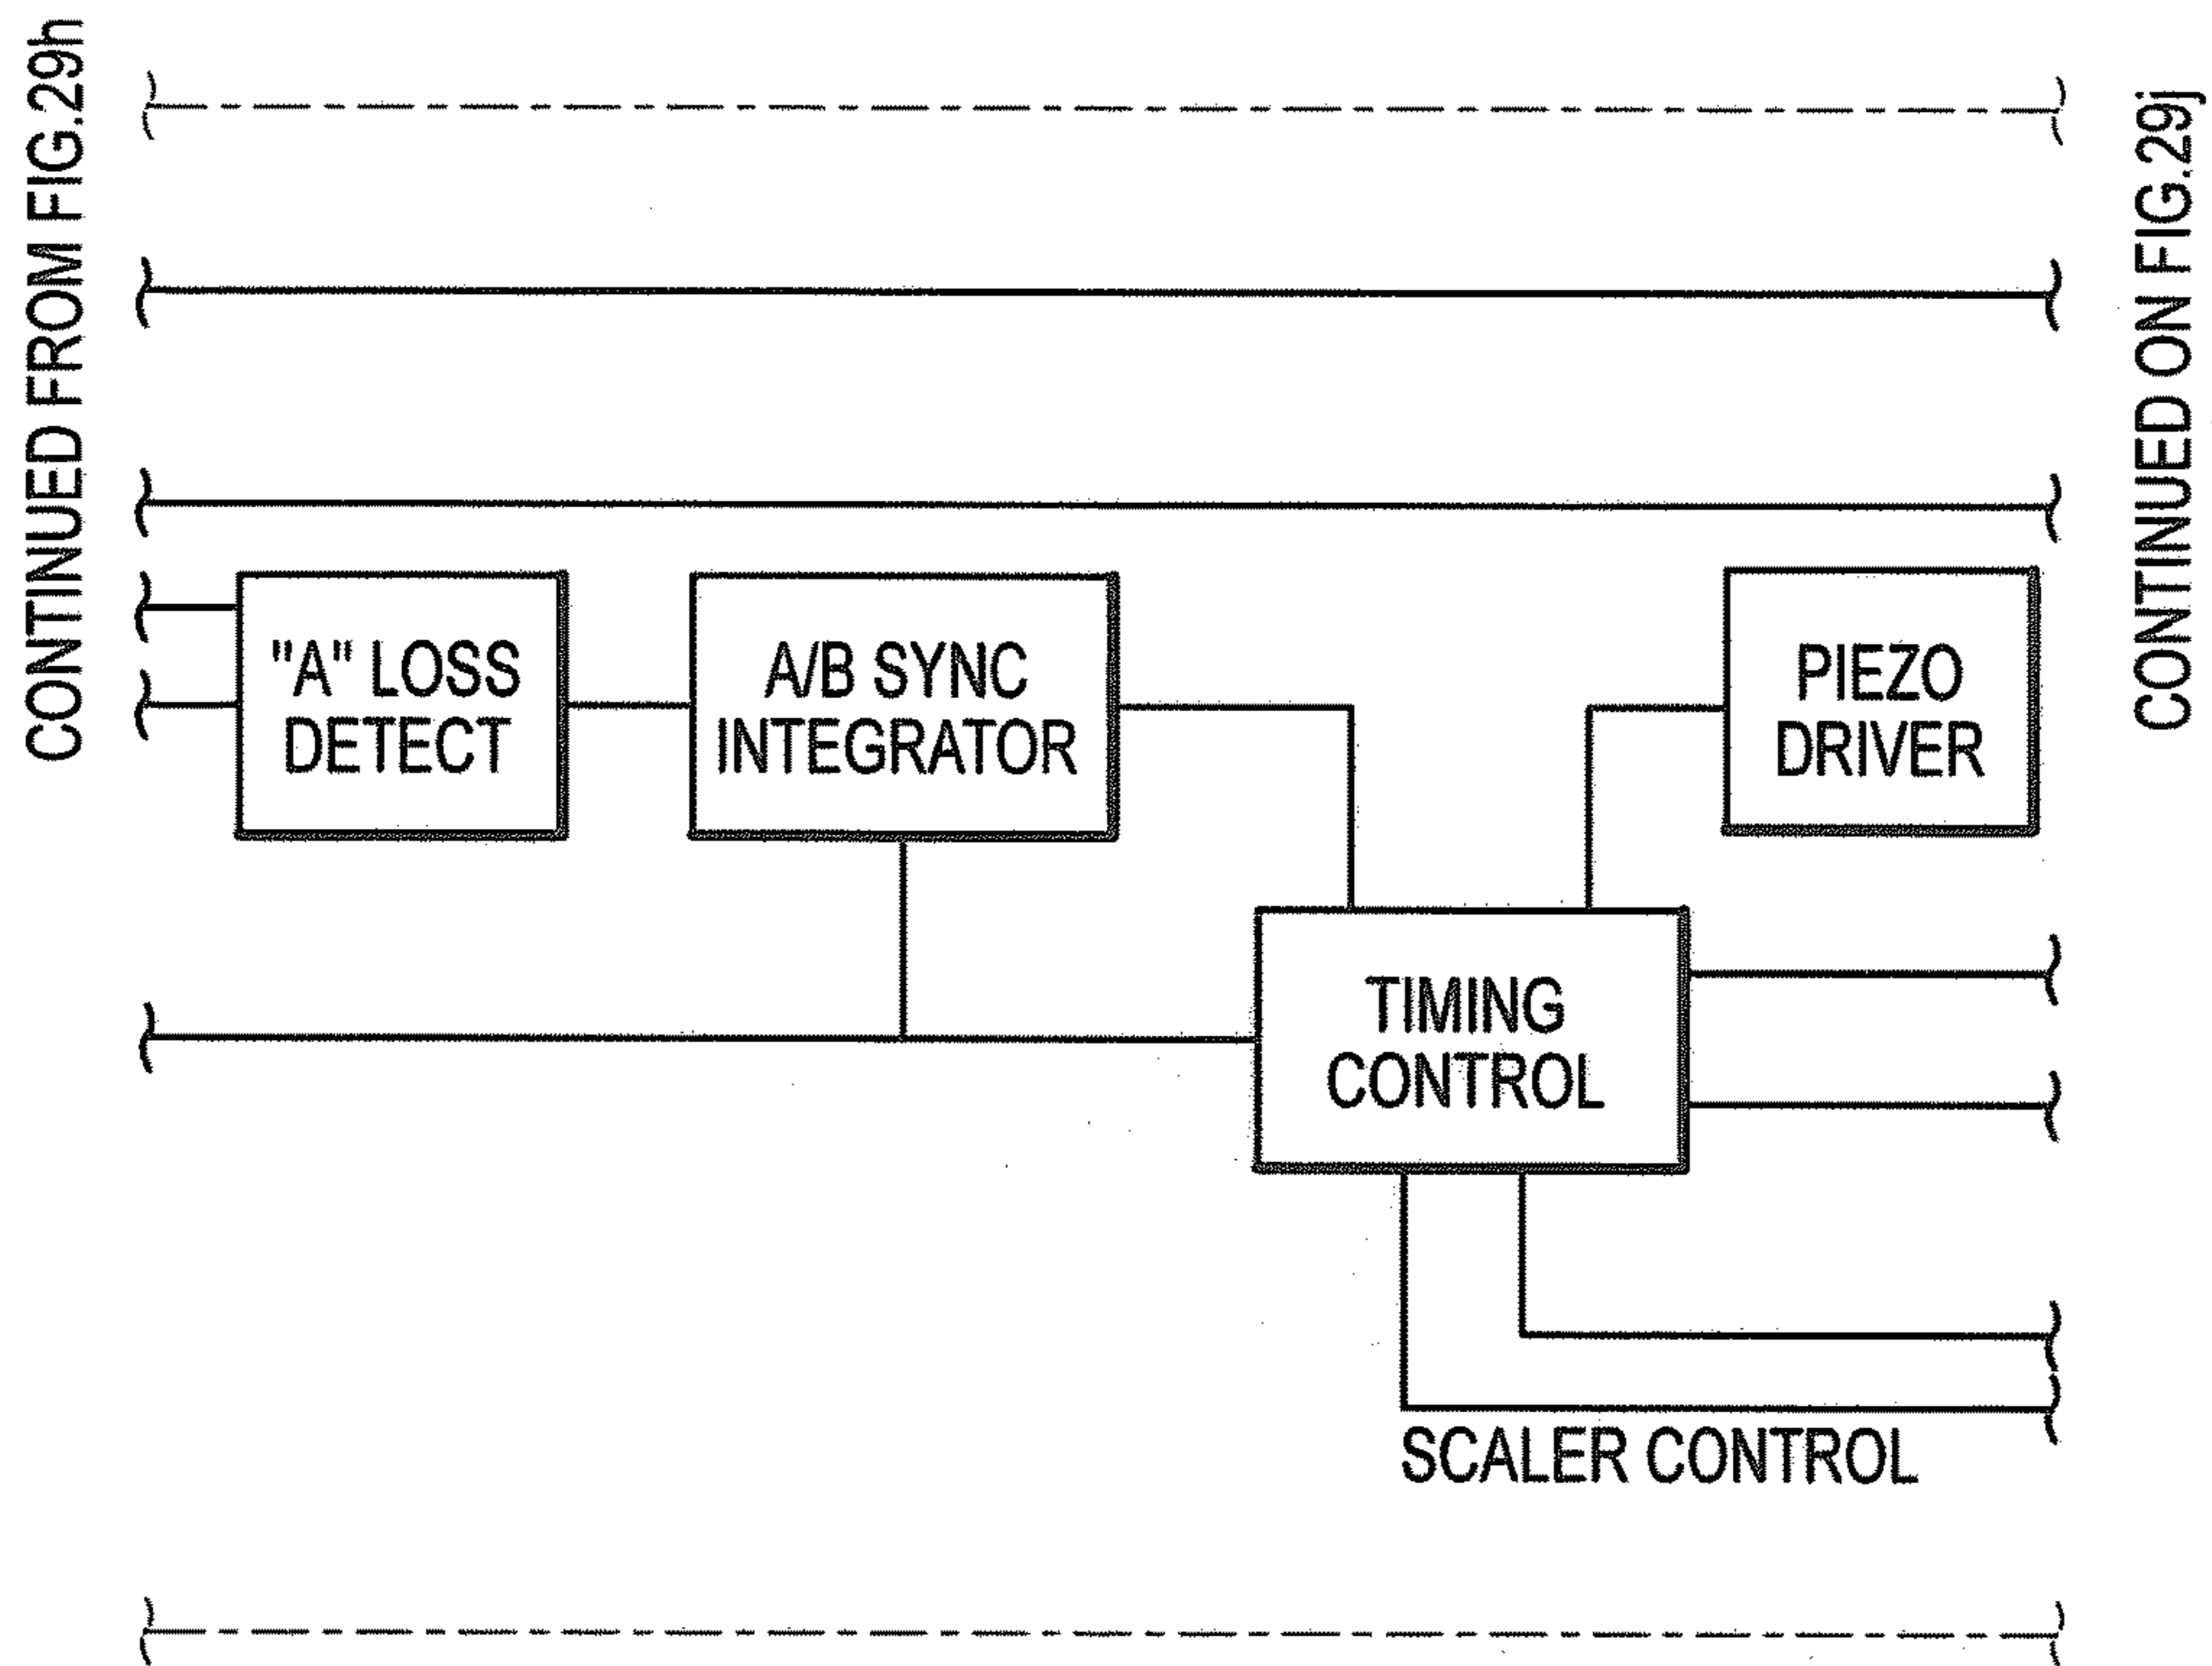 CONTINUED FROM FIG.29h
"A" LOSS
DETECT
A/B SYNC
INTEGRATOR
PIEZO
DRIVER
TIMING
CONTROL
SCALER CONTROL
CONTINUED ON FIG.29j